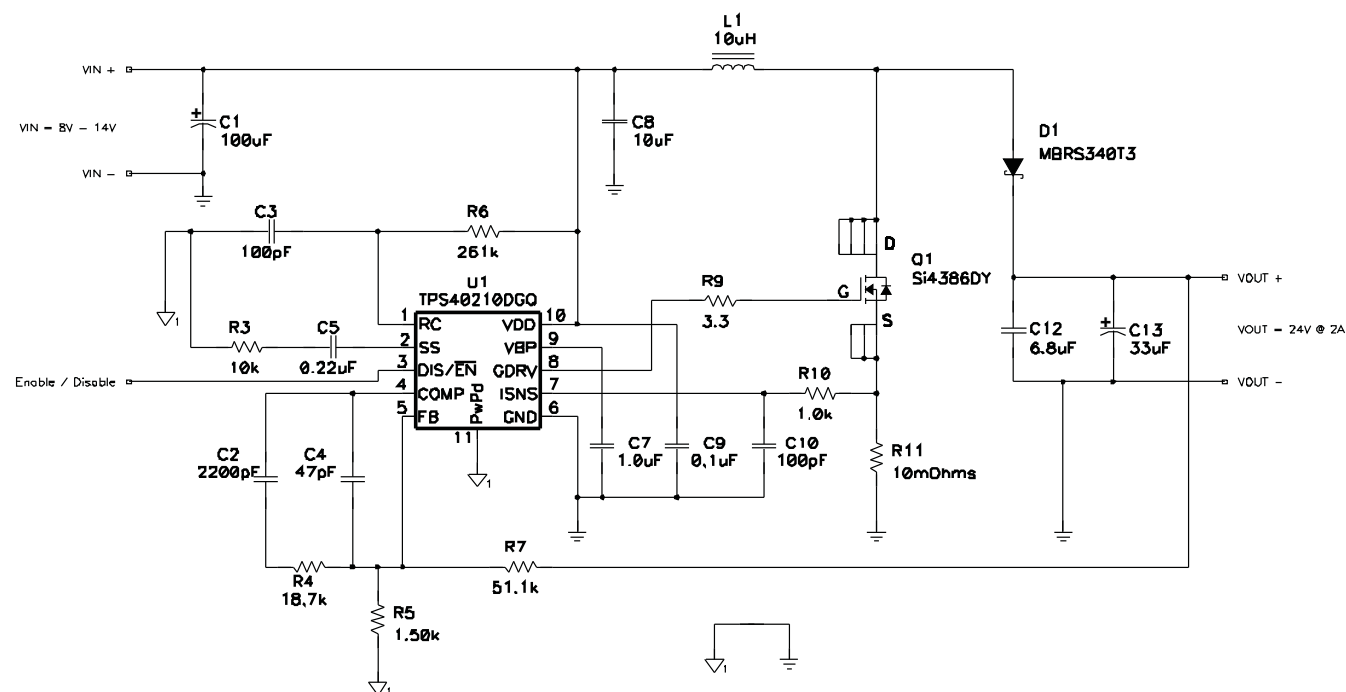 L1
10uH
VIN +
VIN = 8V - 14V
VIN -
C1
100uF
C8
10uF
D1
MBRS340T3
C3
100pF
R6
261k
U1
TPS40210DGQ
1 RC
2 SS
3 DIS/EN
4 COMP
5 FB
VDD 10
VBP 9
GDRV 8
ISNS 7
GND 6
PwPd
11
1
R3
10k
C5
0.22uF
Enable / Disable
R9
3.3
D
G
S
Q1
Si4386DY
VOUT +
VOUT = 24V @ 2A
VOUT -
C12
6.8uF
C13
33uF
R10
1.0k
C2
2200pF
C4
47pF
1
C7
1.0uF
C9
0.1uF
C10
100pF
R11
10mOhms
R4
18.7k
R7
51.1k
R5
1.50k
1
1